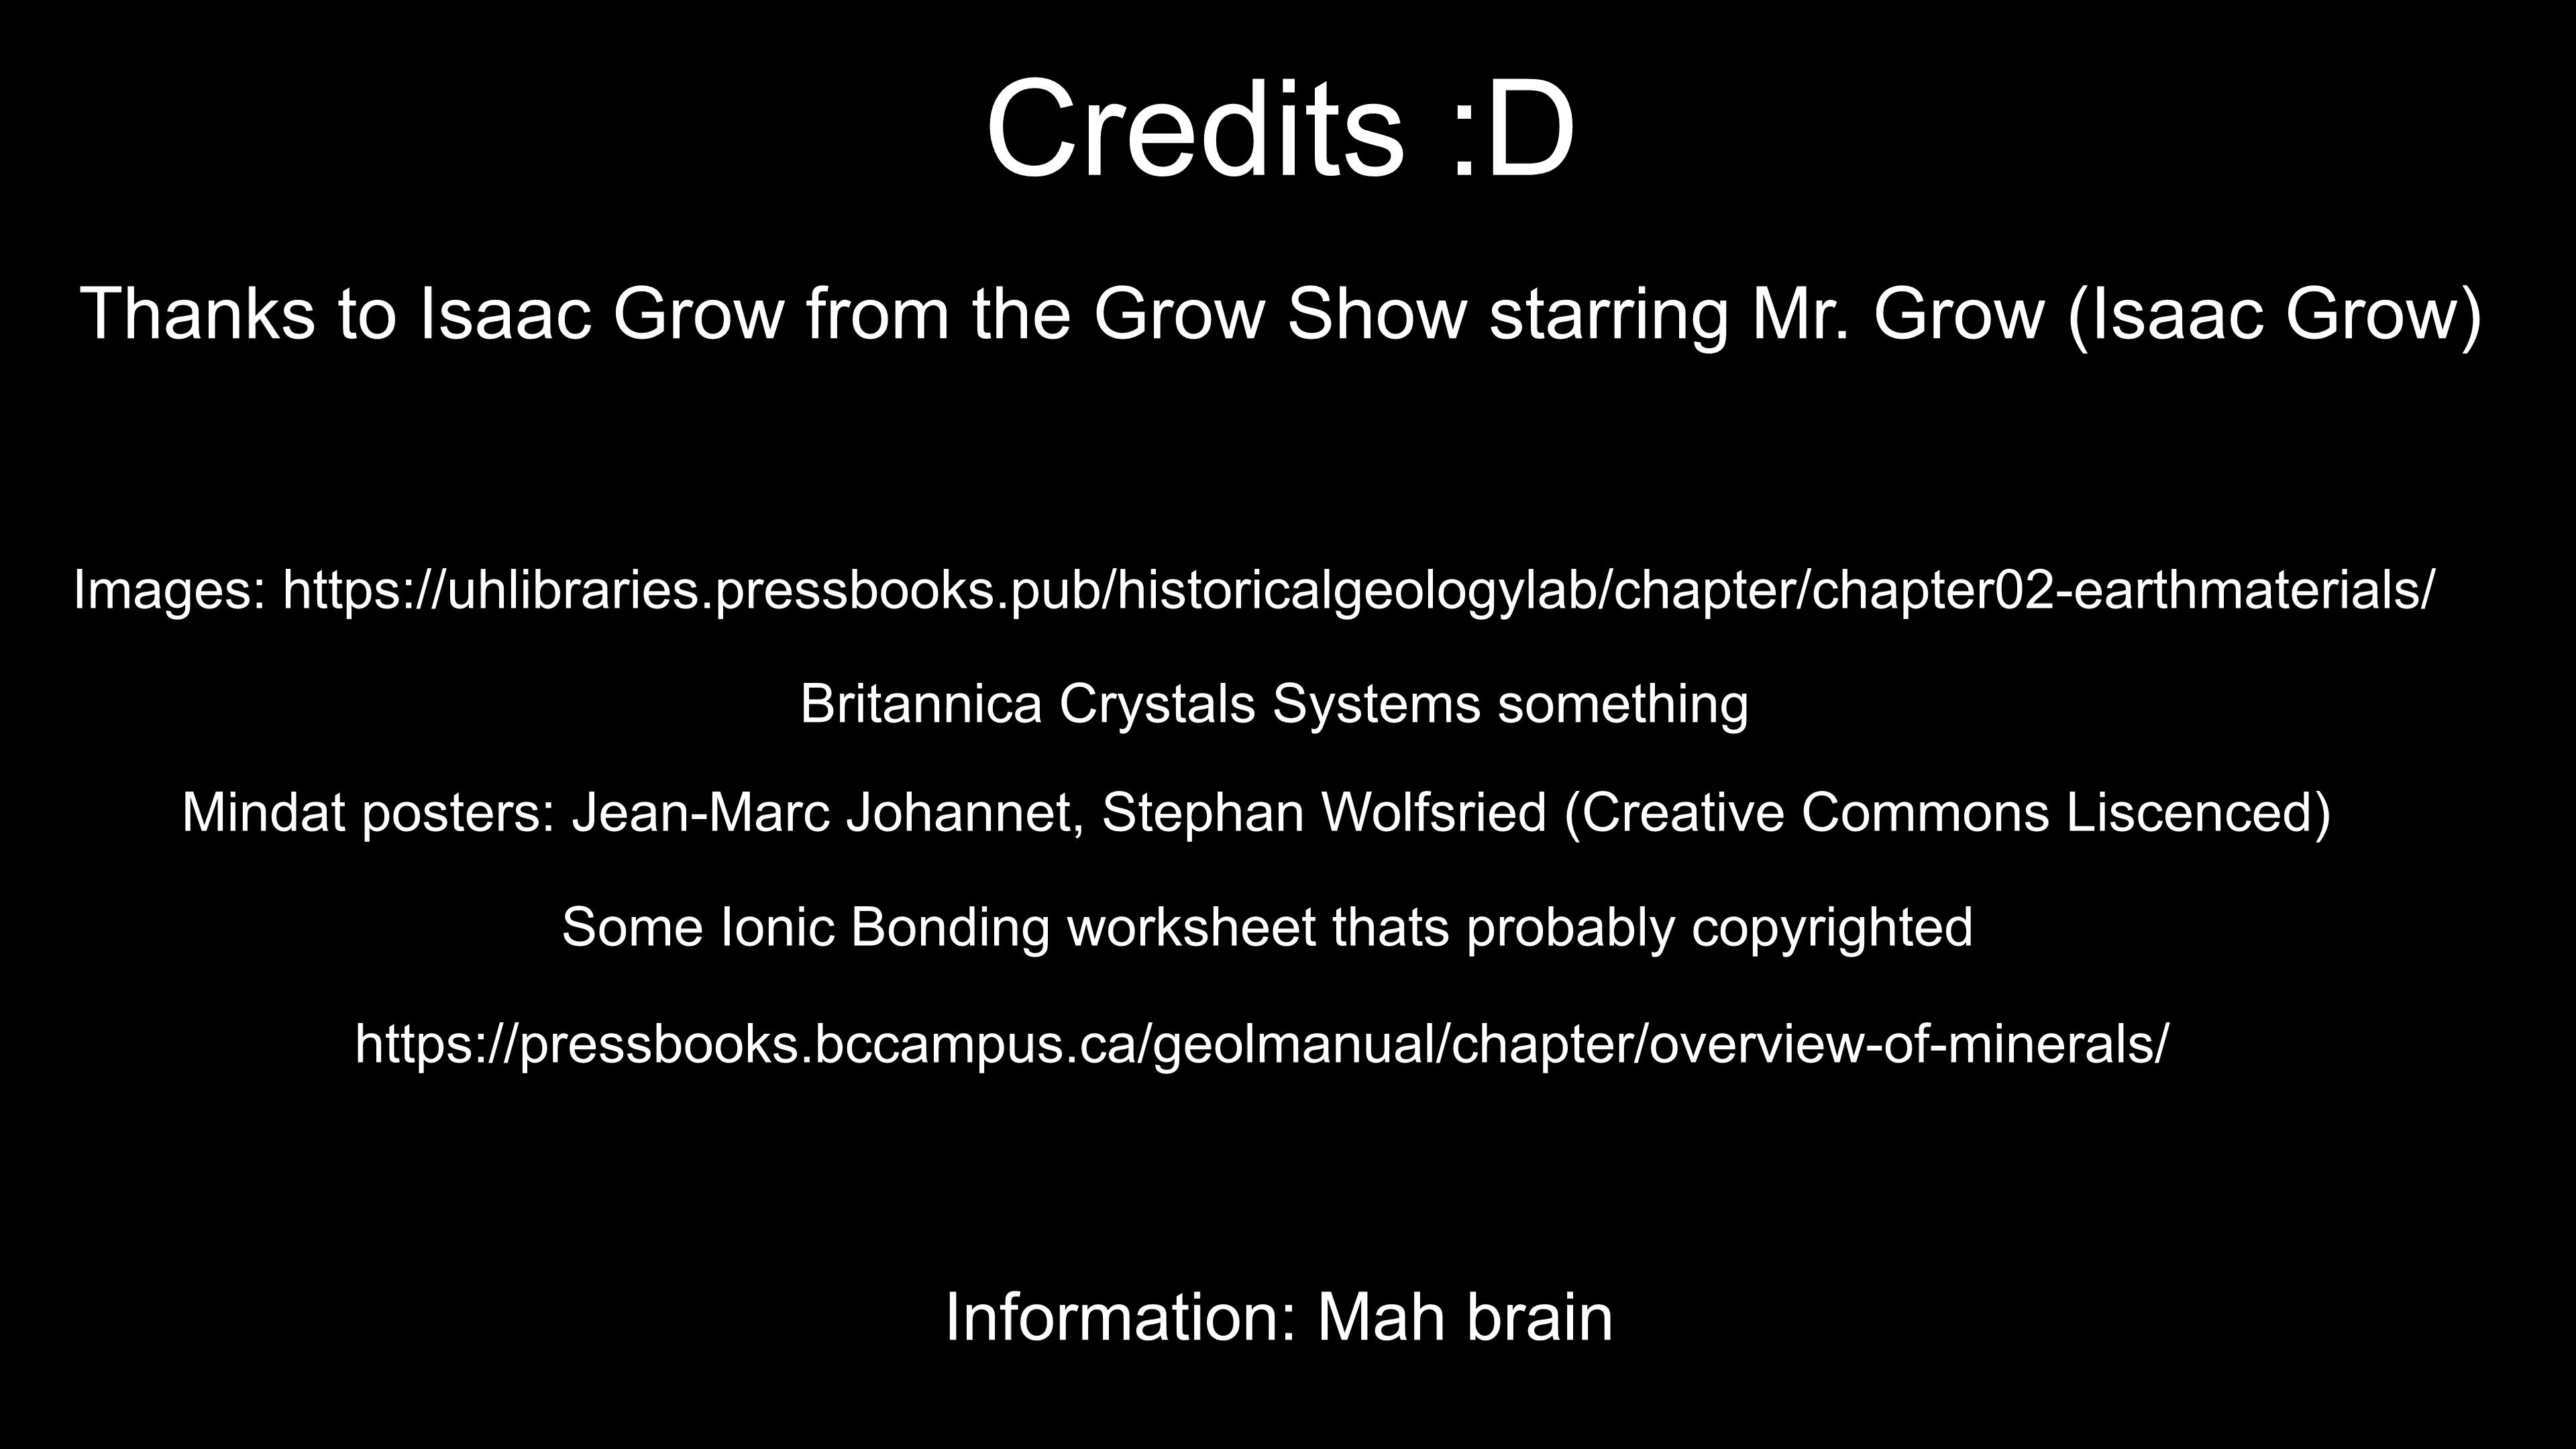 Credits :D
Thanks to Isaac Grow from the Grow Show starring Mr. Grow (Isaac Grow)
Images: https://uhlibraries.pressbooks.pub/historicalgeologylab/chapter/chapter02-earthmaterials/
Britannica Crystals Systems something
Mindat posters: Jean-Marc Johannet, Stephan Wolfsried (Creative Commons Liscenced)
Some Ionic Bonding worksheet thats probably copyrighted
https://pressbooks.bccampus.ca/geolmanual/chapter/overview-of-minerals/
Information: Mah brain